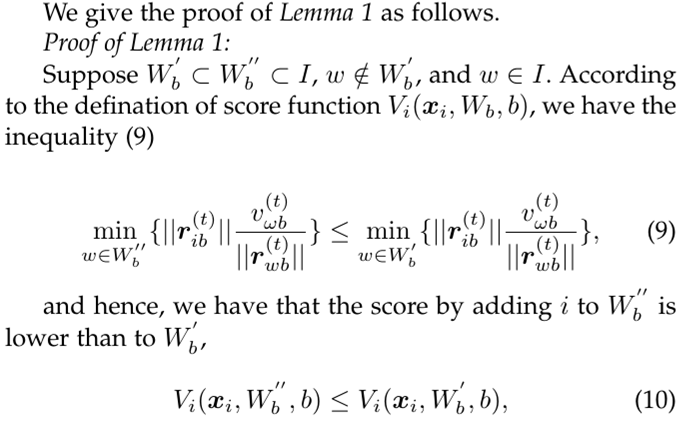 We give the proof of Lemma 1 as follows.
Proof of Lemma 1:
Suppose $W_b^{'} \subset W_b^{''} \subset I$, $w \notin W_b^{'}$, and $w \in I$. According
to the defination of score function $V_i(\boldsymbol{x}_i, W_b, b)$, we have the
inequality (9)
$\min_{w \in W_b^{''}} \{||\boldsymbol{r}_{ib}^{(t)}|| \frac{v_{\omega b}^{(t)}}{||\boldsymbol{r}_{wb}^{(t)}||}\} \leq \min_{w \in W_b^{'}} \{||\boldsymbol{r}_{ib}^{(t)}|| \frac{v_{\omega b}^{(t)}}{||\boldsymbol{r}_{wb}^{(t)}||}\},$ (9)
and hence, we have that the score by adding $i$ to $W_b^{''}$ is
lower than to $W_b^{'}$,
$V_i(\boldsymbol{x}_i, W_b^{''}, b) \leq V_i(\boldsymbol{x}_i, W_b^{'}, b),$ (10)